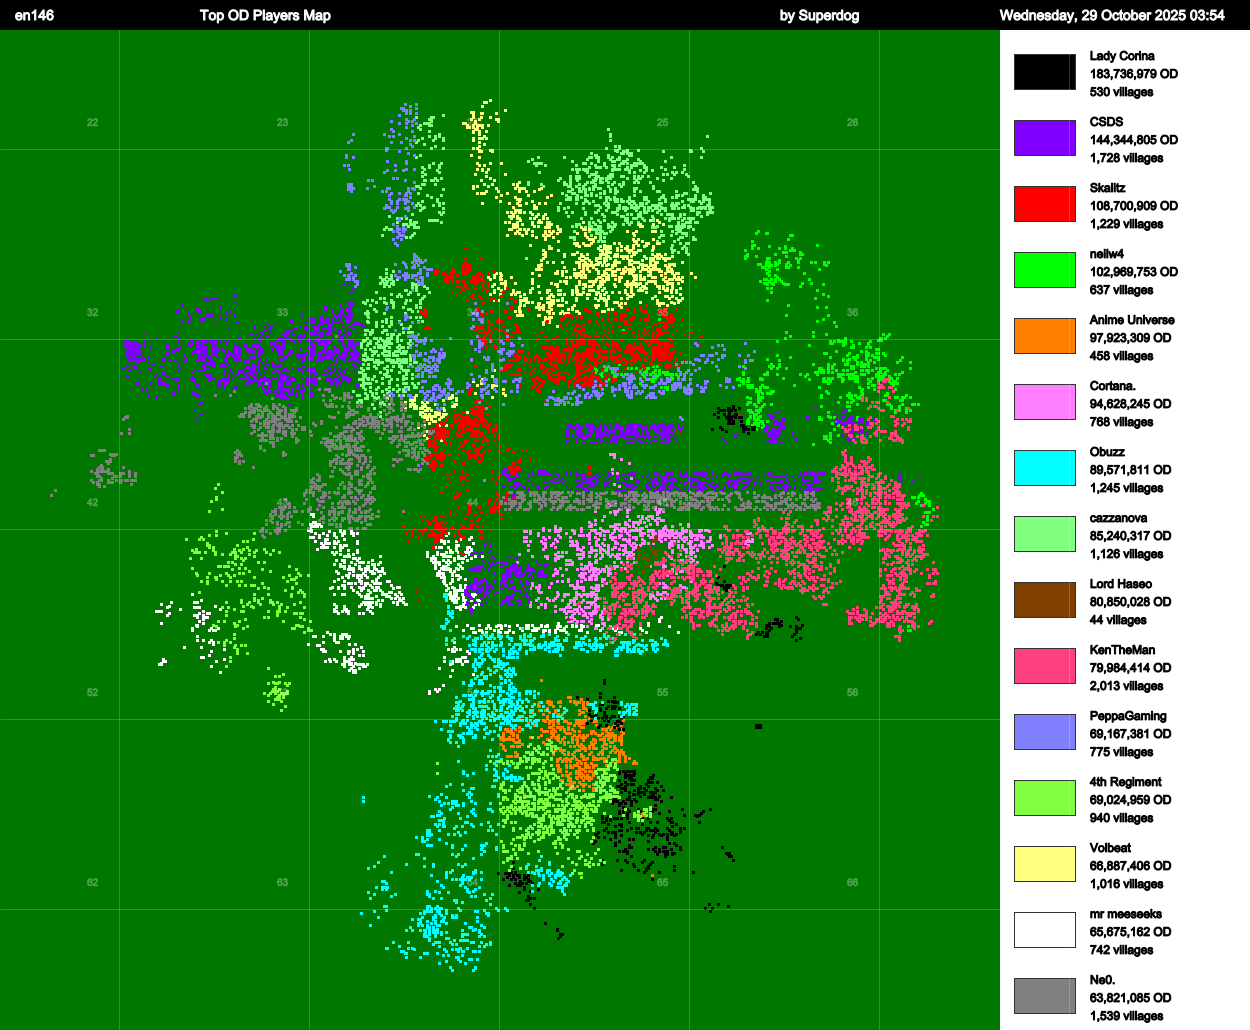 en146 Top OD Players Map by Superdog Wednesday, 29 October 2025 03:54
Lady Corina
183,736,979 OD
530 villages
CSDS
144,344,805 OD
1,728 villages
Skalitz
108,700,909 OD
1,229 villages
neilw4
102,969,753 OD
637 villages
Anime Universe
97,923,309 OD
458 villages
Cortana.
94,628,245 OD
768 villages
Obuzz
89,571,811 OD
1,245 villages
cazzanova
85,240,317 OD
1,126 villages
Lord Haseo
80,850,028 OD
44 villages
KenTheMan
79,984,414 OD
2,013 villages
PeppaGaming
69,167,381 OD
775 villages
4th Regiment
69,024,959 OD
940 villages
Volbeat
66,887,406 OD
1,016 villages
mr meeseeks
65,675,162 OD
742 villages
Ne0.
63,821,085 OD
1,539 villages
22 23 25 26
32 33 35 36
42 44
52 55 56
62 63 64 65 66